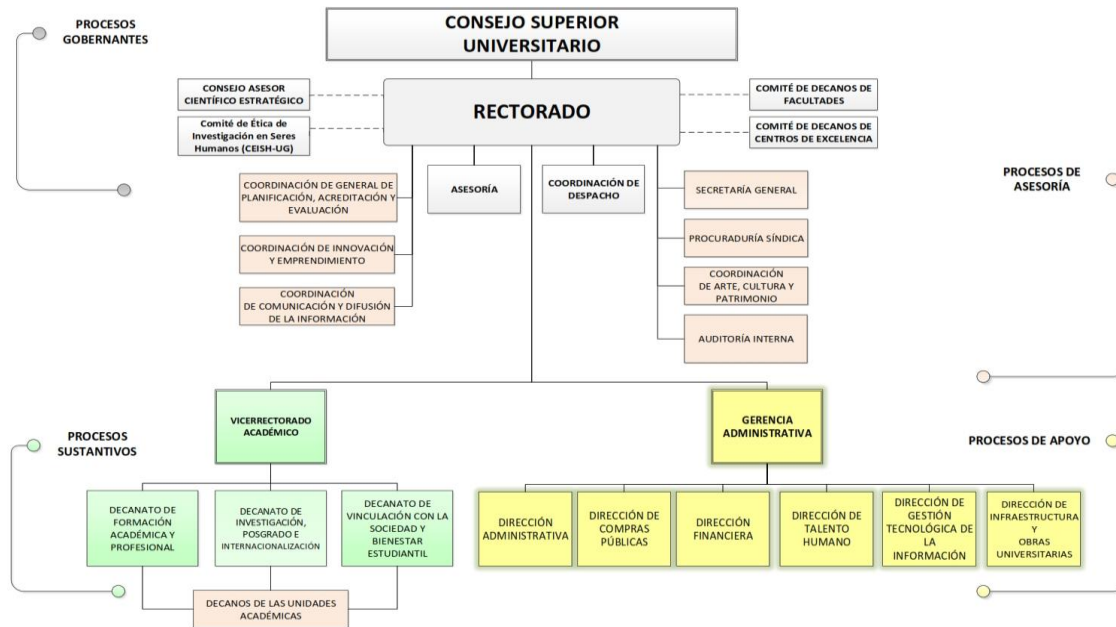 PROCESOS
GOBERNANTES
CONSEJO SUPERIOR
UNIVERSITARIO
CONSEJO ASESOR
CIENTÍFICO ESTRATÉGICO
Comité de Ética de
Investigación en Seres
Humanos (CEISH-UG)
RECTORADO
COMITÉ DE DECANOS DE
FACULTADES
COMITÉ DE DECANOS DE
CENTROS DE EXCELENCIA
COORDINACIÓN DE GENERAL DE
PLANIFICACIÓN, ACREDITACIÓN Y
EVALUACIÓN
ASESORÍA
COORDINACIÓN DE
DESPACHO
SECRETARÍA GENERAL
PROCESOS DE
ASESORÍA
COORDINACIÓN DE INNOVACIÓN
Y EMPRENDIMIENTO
PROCURADURÍA SÍNDICA
COORDINACIÓN
DE COMUNICACIÓN Y DIFUSIÓN
DE LA INFORMACIÓN
COORDINACIÓN
DE ARTE, CULTURA Y
PATRIMONIO
AUDITORÍA INTERNA
PROCESOS
SUSTANTIVOS
VICERRECTORADO
ACADÉMICO
GERENCIA
ADMINISTRATIVA
PROCESOS DE APOYO
DECANATO DE
FORMACIÓN
ACADÉMICA Y
PROFESIONAL
DECANATO DE
INVESTIGACIÓN,
POSGRADO E
INTERNACIONALIZACIÓN
DECANATO DE
VINCULACIÓN CON LA
SOCIEDAD Y
BIENESTAR
ESTUDIANTIL
DIRECCIÓN
ADMINISTRATIVA
DIRECCIÓN DE
COMPRAS
PÚBLICAS
DIRECCIÓN
FINANCIERA
DIRECCIÓN DE
TALENTO
HUMANO
DIRECCIÓN DE
GESTIÓN
TECNOLÓGICA DE
LA
INFORMACIÓN
DIRECCIÓN DE
INFRAESTRUCTURA
Y
OBRAS
UNIVERSITARIAS
DECANOS DE LAS UNIDADES
ACADÉMICAS